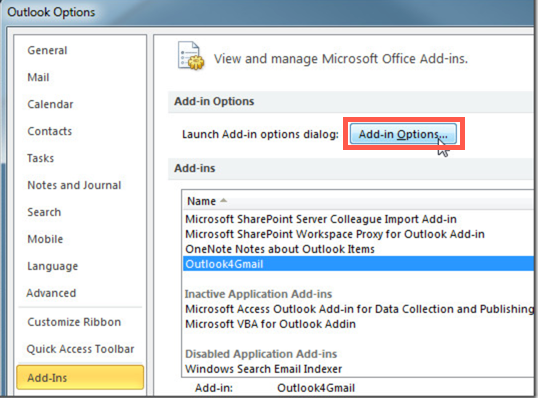 Outlook Options
General
Mail
Calendar
Contacts
Tasks
Notes and Journal
Search
Mobile
Language
Advanced
Customize Ribbon
Quick Access Toolbar
Add-Ins
View and manage Microsoft Office Add-ins.
Add-in Options
Launch Add-in options dialog: Add-in Options...
Add-ins
Name
Microsoft SharePoint Server Colleague Import Add-in
Microsoft SharePoint Workspace Proxy for Outlook Add-in
OneNote Notes about Outlook Items
Outlook4Gmail
Inactive Application Add-ins
Microsoft Access Outlook Add-in for Data Collection and Publishing
Microsoft VBA for Outlook Addin
Disabled Application Add-ins
Windows Search Email Indexer
Add-in: Outlook4Gmail